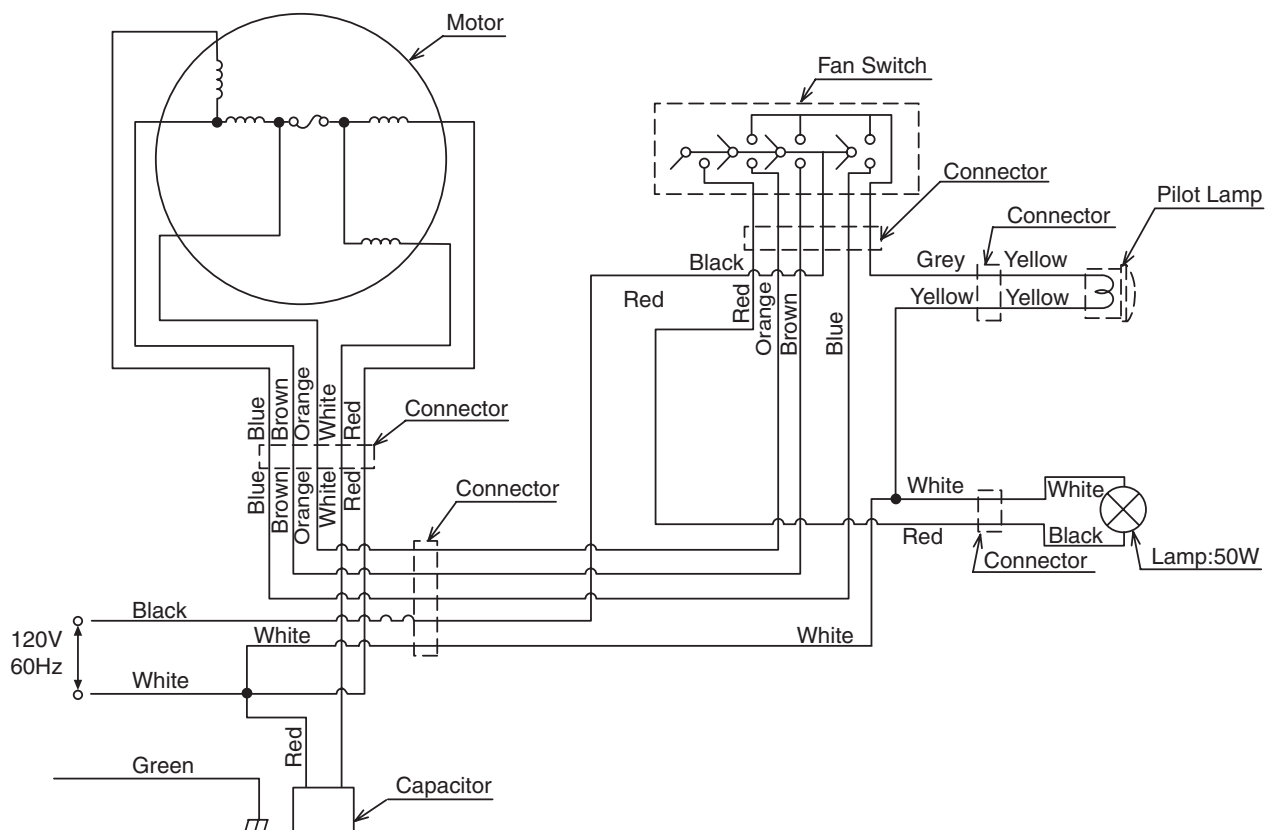 Motor
Fan Switch
Connector
Pilot Lamp
Connector
Black
Grey
Yellow
Red
Yellow
Yellow
Red
Orange
Brown
Blue
Blue
Brown
Orange
White
Red
Connector
Blue
Brown
Orange
White
Red
Connector
White
White
Red
Black
Connector
Lamp:50W
Black
120V
60Hz
White
White
White
Red
Green
Capacitor